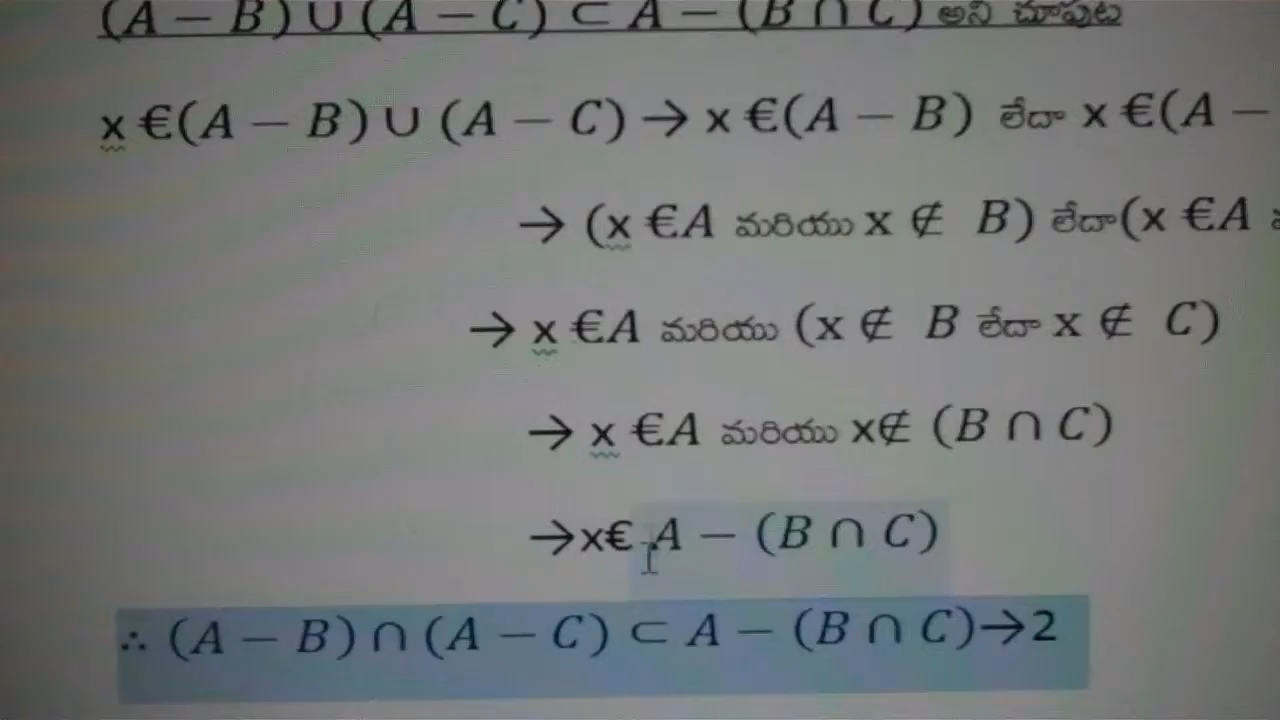 (A − B) ∪ (A − C) ⊂ A − (B ∩ C) అని చూపుట
x €(A − B) ∪ (A − C) → x €(A − B) లేదా x €(A −
→ (x €A మరియు x ∉ B) లేదా(x €A
→ x €A మరియు (x ∉ B లేదా x ∉ C)
→ x €A మరియు x∉ (B ∩ C)
→x€ A − (B ∩ C)
∴ (A − B) ∩ (A − C) ⊂ A − (B ∩ C)→2